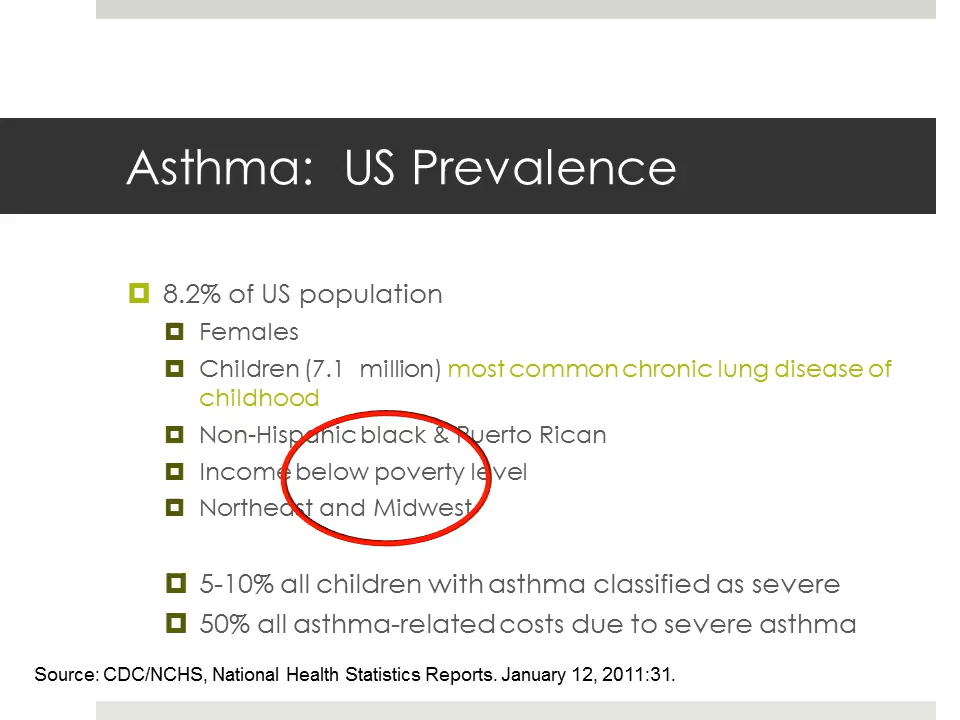 Asthma: US Prevalence
8.2% of US population
Females
Children (7.1 million) most common chronic lung disease of
childhood
Non-Hispanic black & Puerto Rican
Income below poverty level
Northeast and Midwest
5-10% all children with asthma classified as severe
50% all asthma-related costs due to severe asthma
Source: CDC/NCHS, National Health Statistics Reports. January 12, 2011:31.